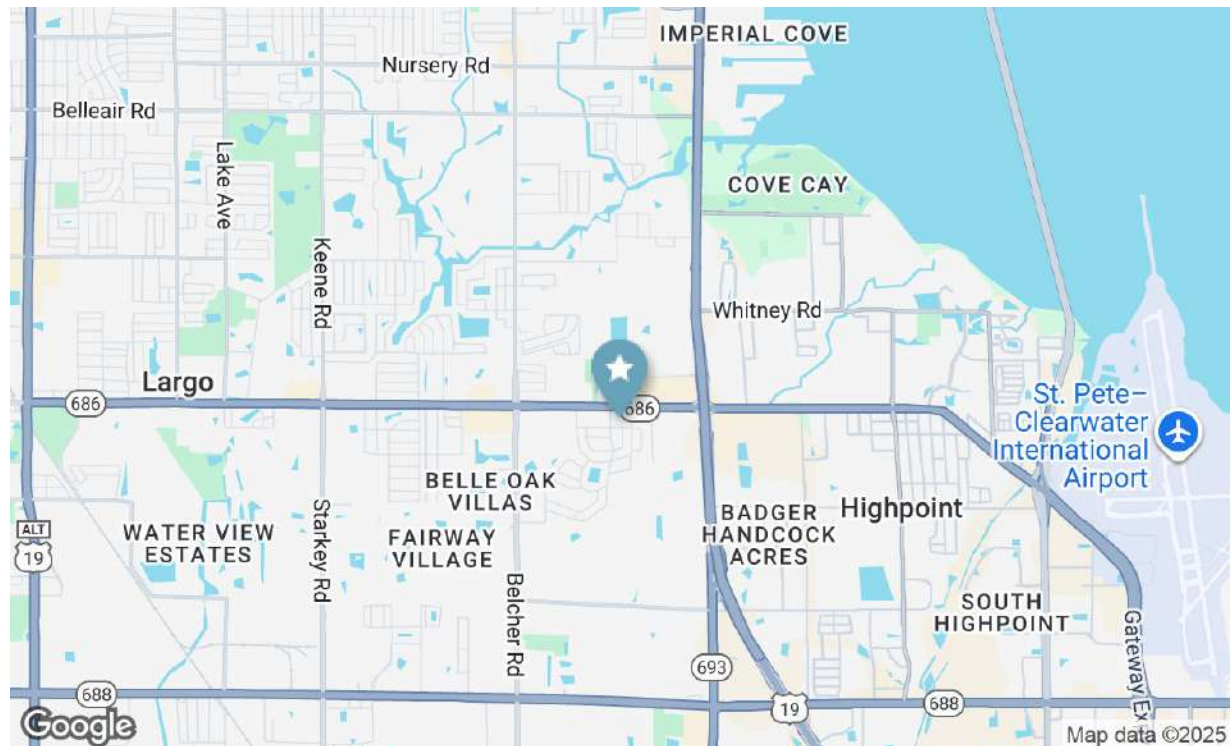 IMPERIAL COVE
Nursery Rd
Belleair Rd
Lake Ave
COVE CAY
Keene Rd
Whitney Rd
Largo
686
686
St. Pete–
Clearwater
International
Airport
BELLE OAK
VILLAS
BADGER
HANDCOCK
ACRES
Highpoint
ALT
19
WATER VIEW
ESTATES
Starkey Rd
FAIRWAY
VILLAGE
Belcher Rd
SOUTH
HIGHPOINT
Gateway Ex
693
688
19
688
Google
Map data ©2025